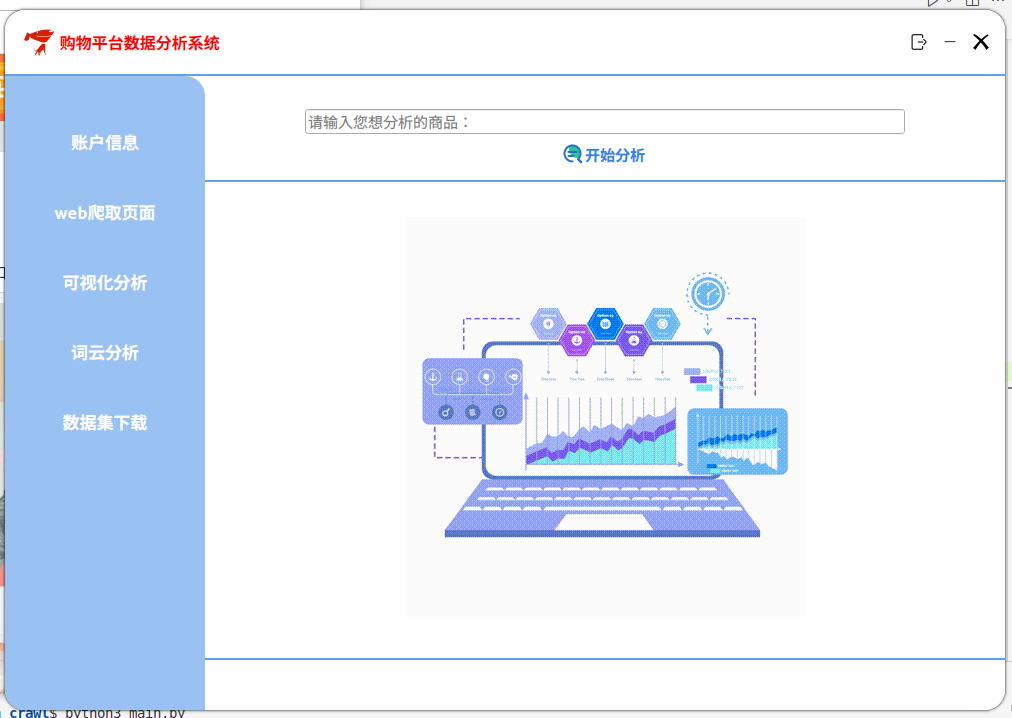 购物平台数据分析系统
请输入您想分析的商品：
开始分析
账户信息
web爬取页面
可视化分析
词云分析
数据集下载
crawl$ python3 main.py